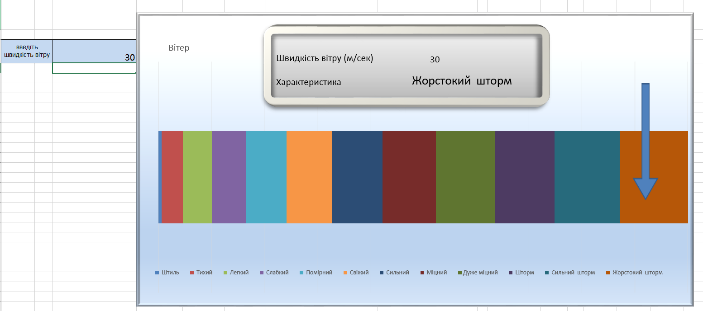 введіть
швидкість вітру
30
Вітер
Швидкість вітру (м/сек) 30
Характеристика Жорстокий шторм
Штиль Тихий Легкий Слабкий Помірний Свіжий Сильний Міцний Дуже міцний Шторм Сильний шторм Жорстокий шторм